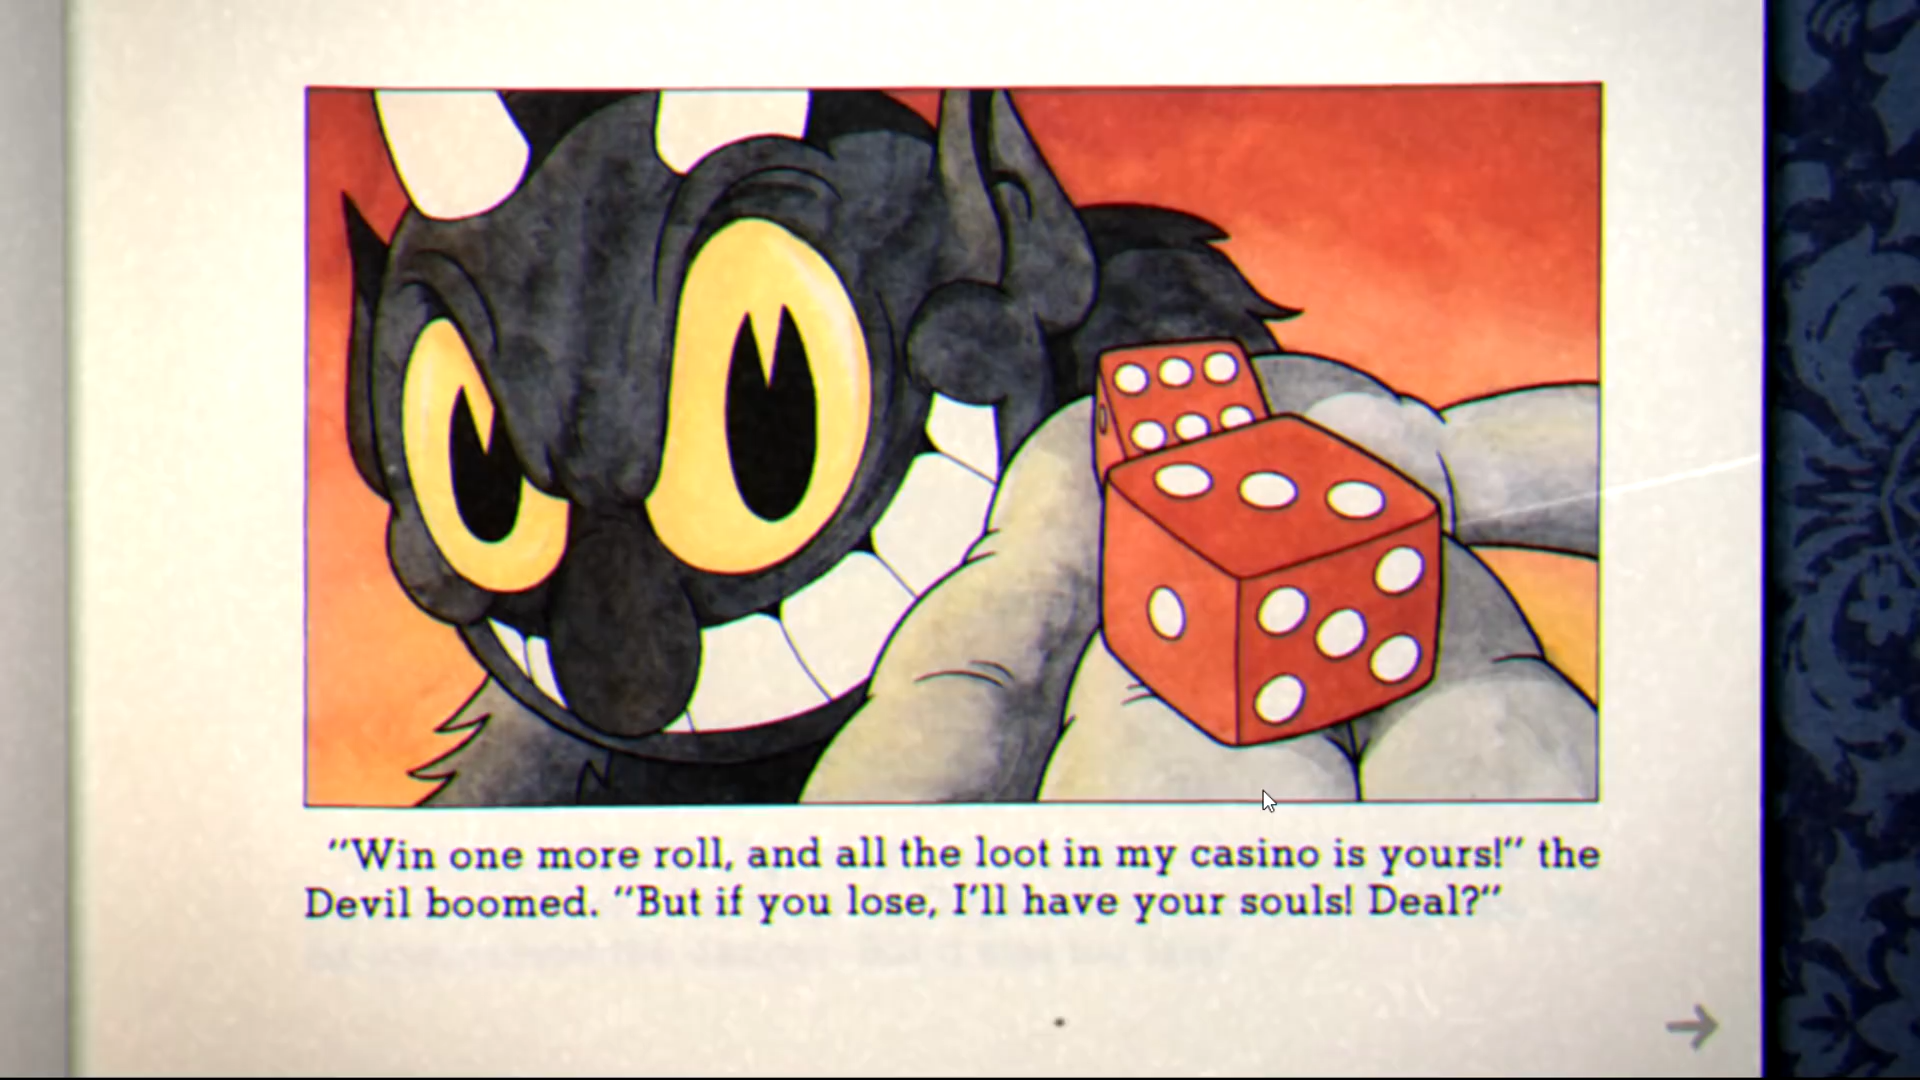 “Win one more roll, and all the loot in my casino is yours!” the
Devil boomed. “But if you lose, I’ll have your souls! Deal?”